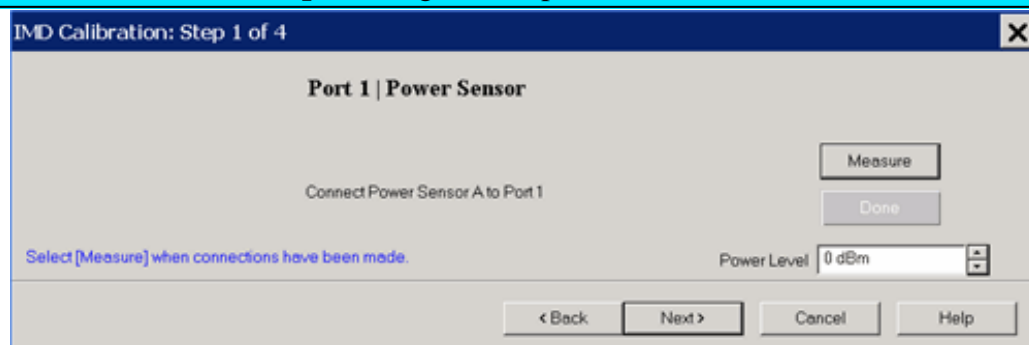 IMD Calibration: Step 1 of 4
Port 1 | Power Sensor
Measure
Connect Power Sensor A to Port 1
Done
Select [Measure] when connections have been made.
Power Level 0 dBm
< Back Next > Cancel Help